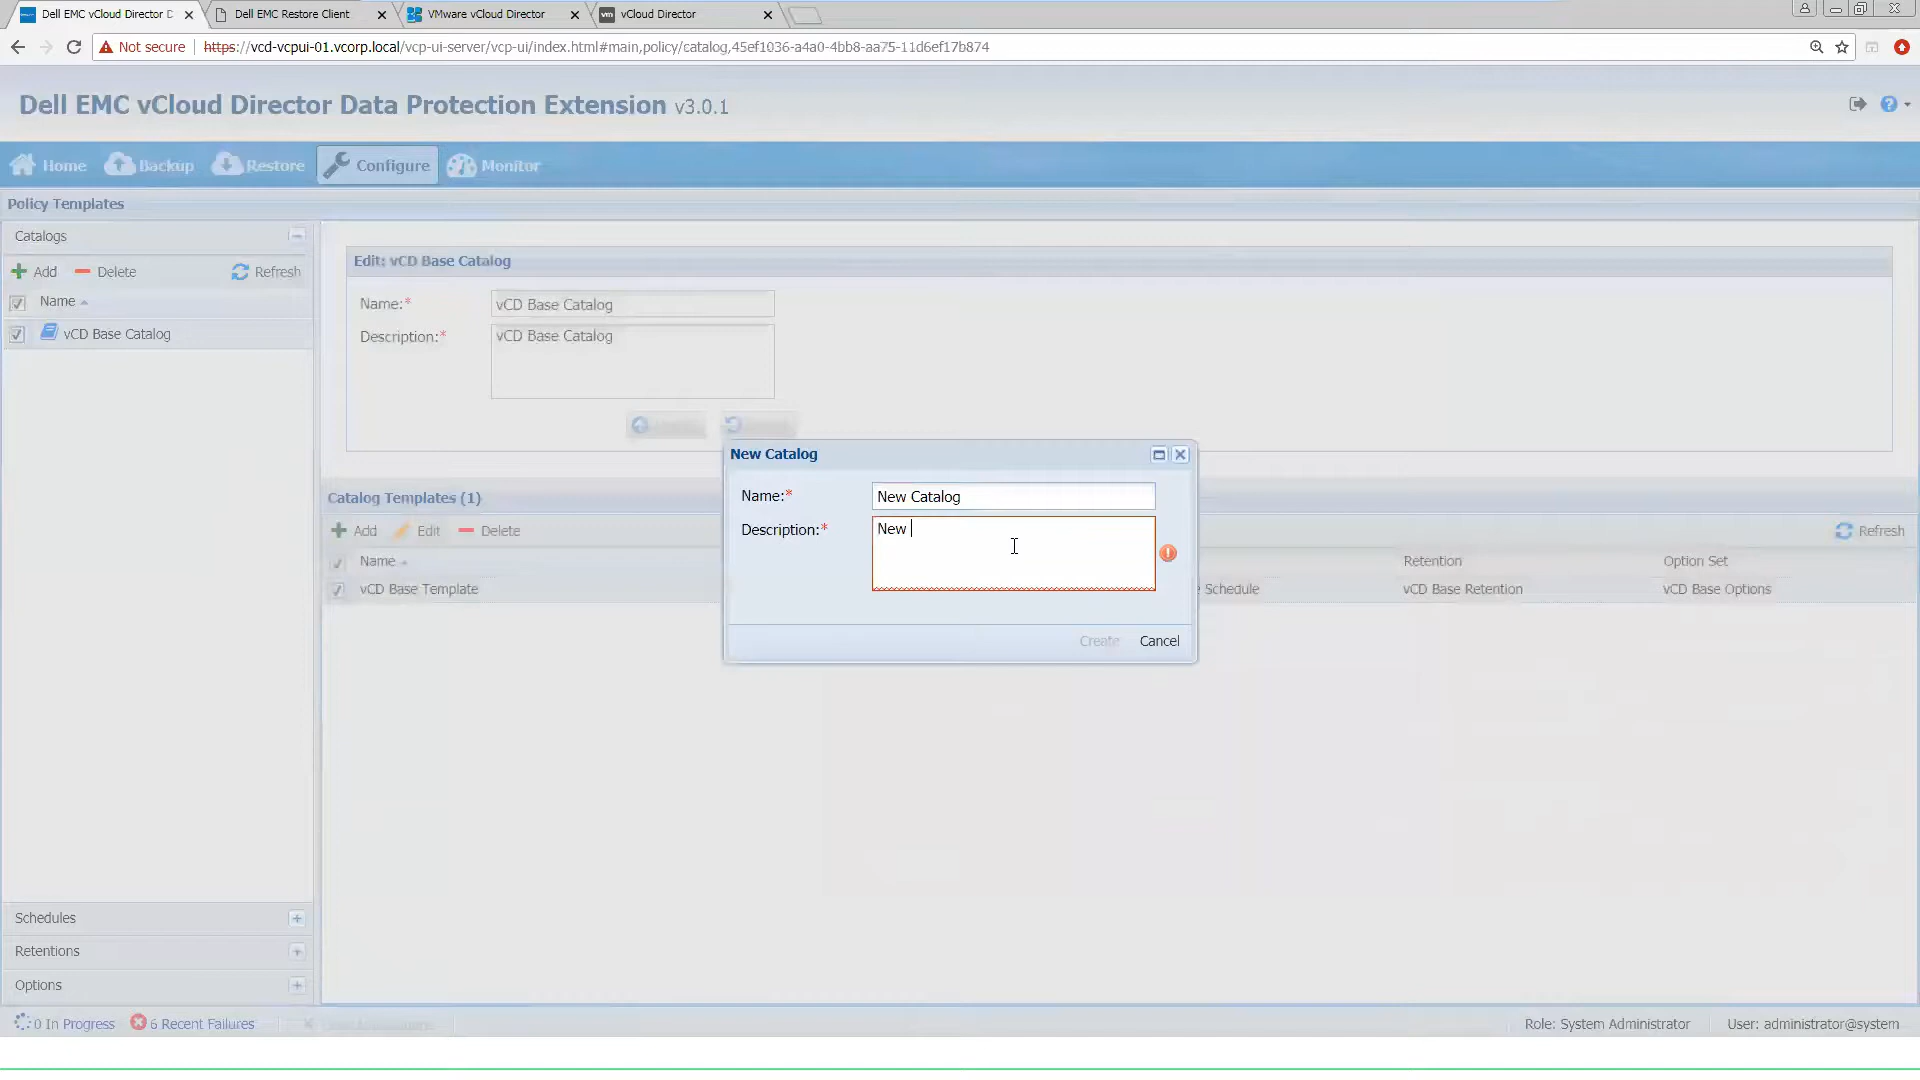 Dell EMC vCloud Director D
Dell EMC Restore Client
VMware vCloud Director
vm vCloud Director
Not secure https://vcd-vcpui-01.vcorp.local/vcp-ui-server/vcp-ui/index.html#main,policy/catalog,45ef1036-a4a0-4bb8-aa75-11d6ef17b874
Dell EMC vCloud Director Data Protection Extension v3.0.1
Home Backup Restore Configure Monitor
Policy Templates
Catalogs
Add Delete Refresh
Name
vCD Base Catalog
Edit: vCD Base Catalog
Name:* vCD Base Catalog
Description:* vCD Base Catalog
New Catalog
Name:* New Catalog
Description:* New
Create Cancel
Catalog Templates (1)
Add Edit Delete Refresh
Name Retention Option Set
vCD Base Template Schedule vCD Base Retention vCD Base Options
Schedules
Retentions
Options
0 In Progress 6 Recent Failures Role: System Administrator User: administrator@system